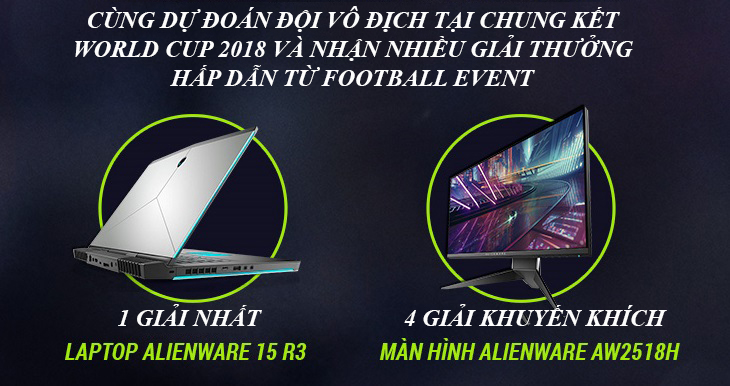 CÙNG DỰ ĐOÁN ĐỘI VÔ ĐỊCH TẠI CHUNG KẾT
WORLD CUP 2018 VÀ NHẬN NHIỀU GIẢI THƯỞNG
HẤP DẪN TỪ FOOTBALL EVENT
1 GIẢI NHẤT
4 GIẢI KHUYẾN KHÍCH
LAPTOP ALIENWARE 15 R3
MÀN HÌNH ALIENWARE AW2518H